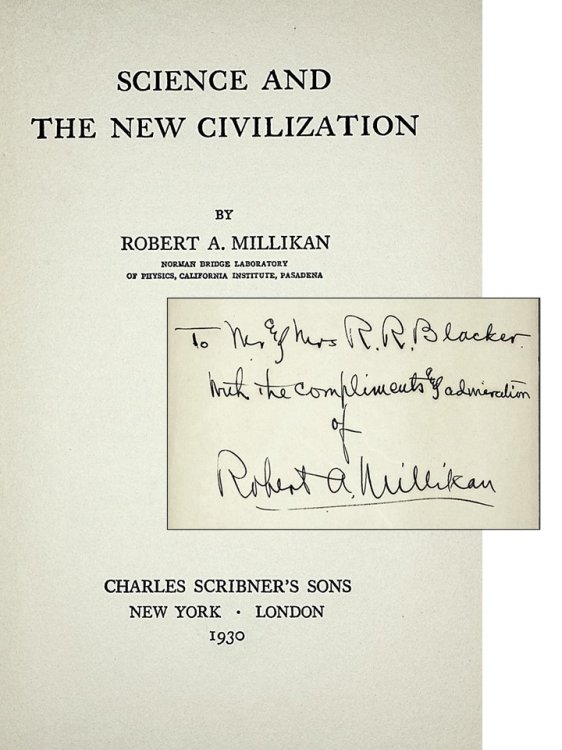 SCIENCE AND
THE NEW CIVILIZATION
BY
ROBERT A. MILLIKAN
NORMAN BRIDGE LABORATORY
OF PHYSICS, CALIFORNIA INSTITUTE, PASADENA
To Mr & Mrs R. R. Blacker.
With the compliments & admiration
of
Robert A. Millikan
CHARLES SCRIBNER'S SONS
NEW YORK · LONDON
1930